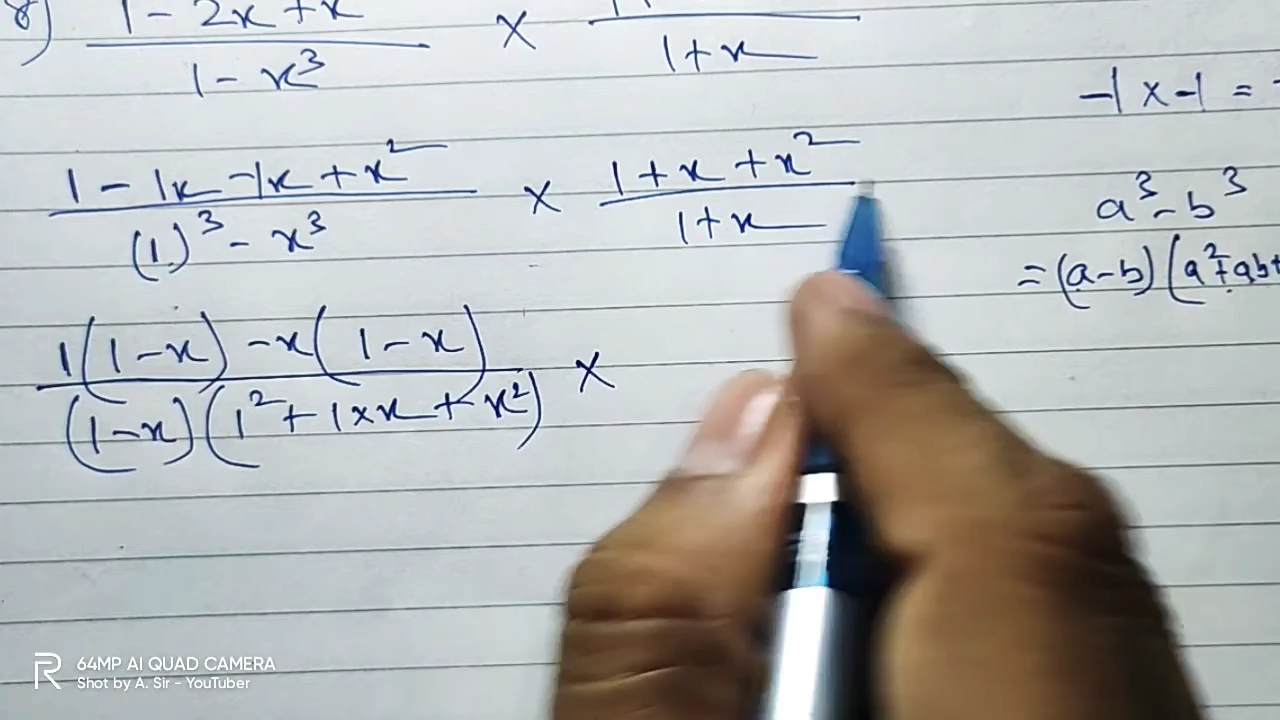 8) 1 - 2x + x / 1 - x³ × / 1 + x
-1 × -1 =
1 - 1x - 1x + x² / (1)³ - x³ × 1 + x + x² / 1 + x
a³ - b³
= (a - b) (a² + ab +
1(1 - x) - x(1 - x) / (1 - x)(1² + 1×x + x²) ×
64MP AI QUAD CAMERA
Shot by A. Sir - YouTuber